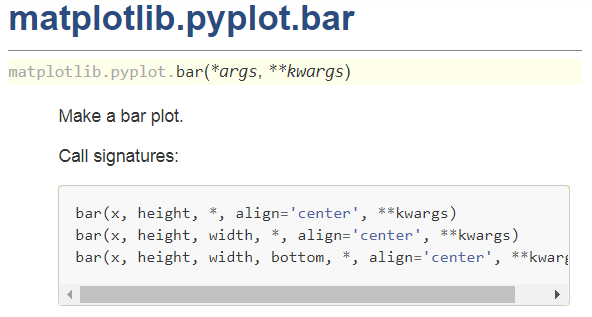 matplotlib.pyplot.bar
matplotlib.pyplot.bar(*args, **kwargs)
Make a bar plot.
Call signatures:
bar(x, height, *, align='center', **kwargs)
bar(x, height, width, *, align='center', **kwargs)
bar(x, height, width, bottom, *, align='center', **kwarg